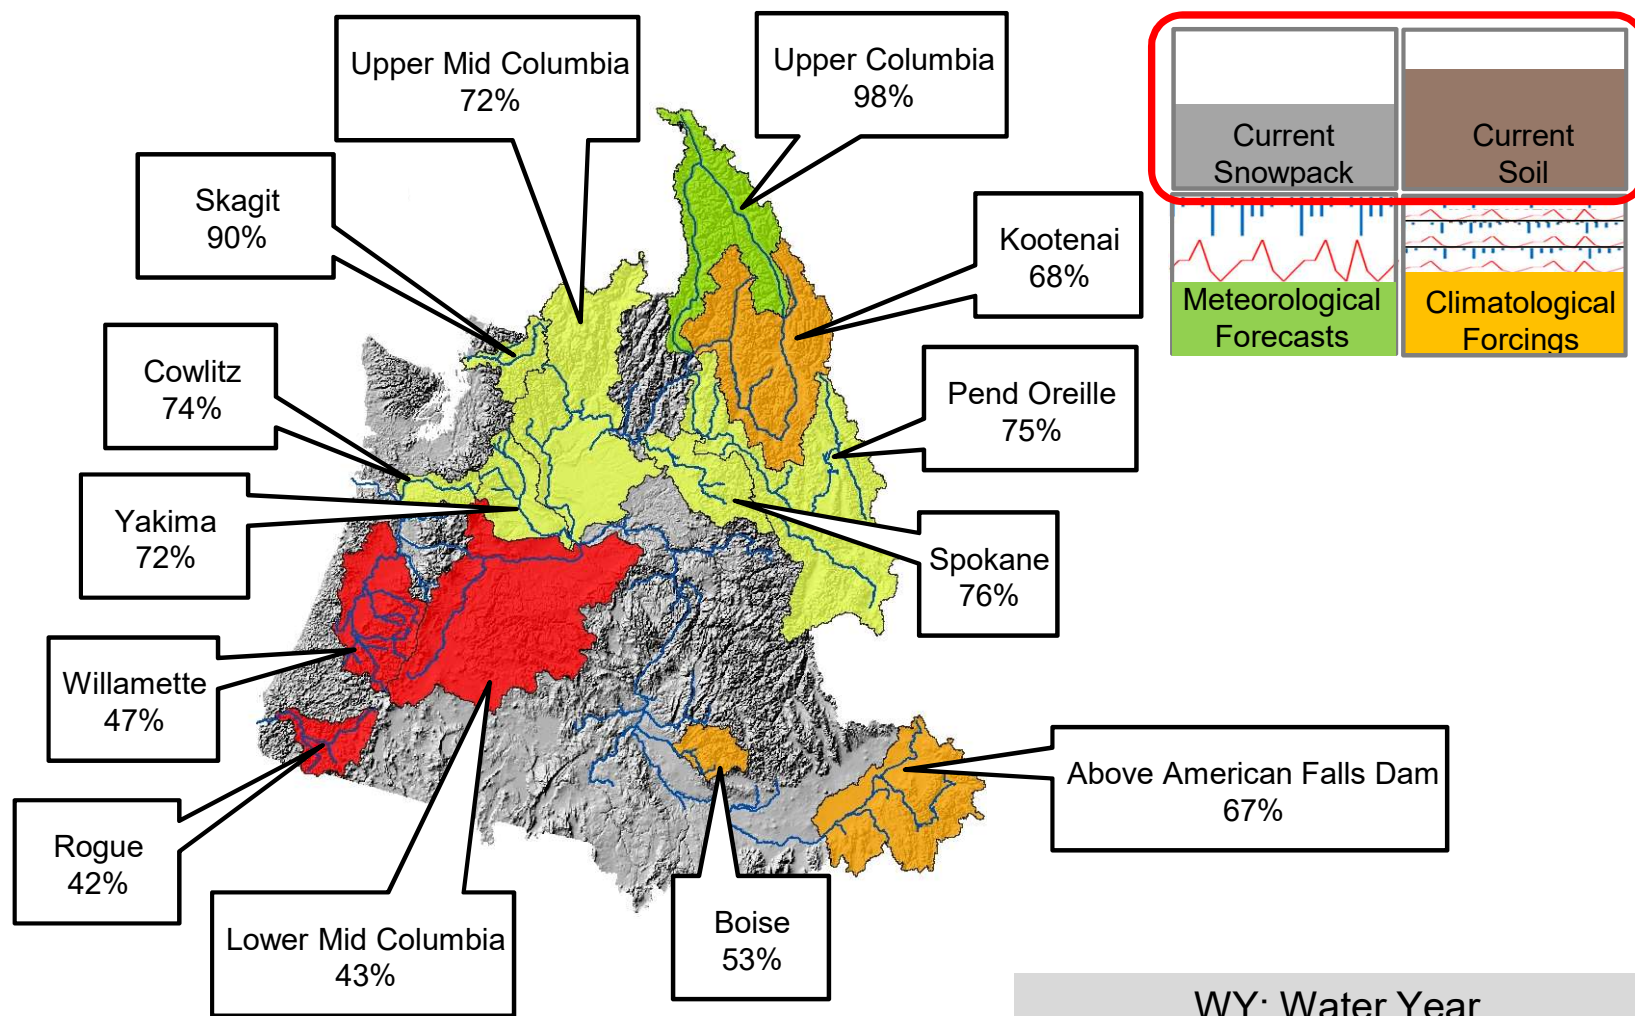 Upper Mid Columbia
72%
Upper Columbia
98%
Current
Snowpack
Current
Soil
Skagit
90%
Kootenai
68%
Meteorological
Forecasts
Climatological
Forcings
Cowlitz
74%
Pend Oreille
75%
Yakima
72%
Spokane
76%
Willamette
47%
Above American Falls Dam
67%
Rogue
42%
Lower Mid Columbia
43%
Boise
53%
WY: Water Year